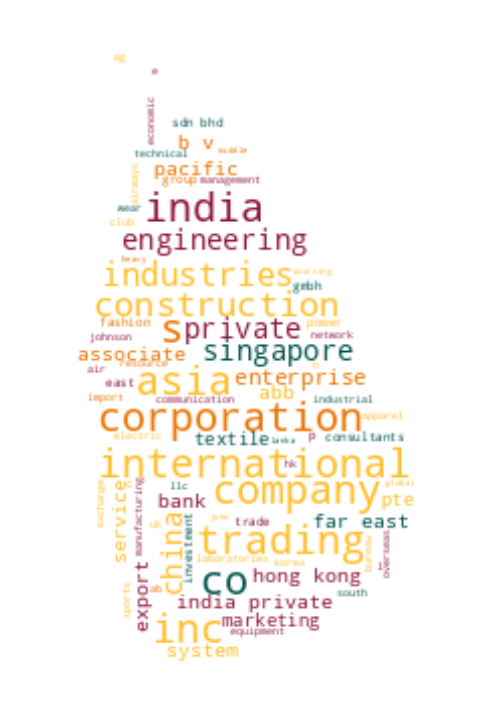 ag
e
economic
sdn bhd
b v
middle
technical
pacific
airways
group
management
wear
india
club
engineering
heavy
industries
sourcing
gmbh
construction
fashion
s
private
power
johnson
network
associate
singapore
resource
air
east
asia
enterprise
h
abb
import
communication
industrial
corporation
apparel
electric
textile
lanka
p
consultants
international
hk
exchange
service
manufacturing
llc
company
global
bank
pte
uk
china
investment
john
trade
far east
trading
bureau
overseas
laboratories
korea
export
ab
co
hong kong
south
sports
india private
inc
marketing
equipment
system